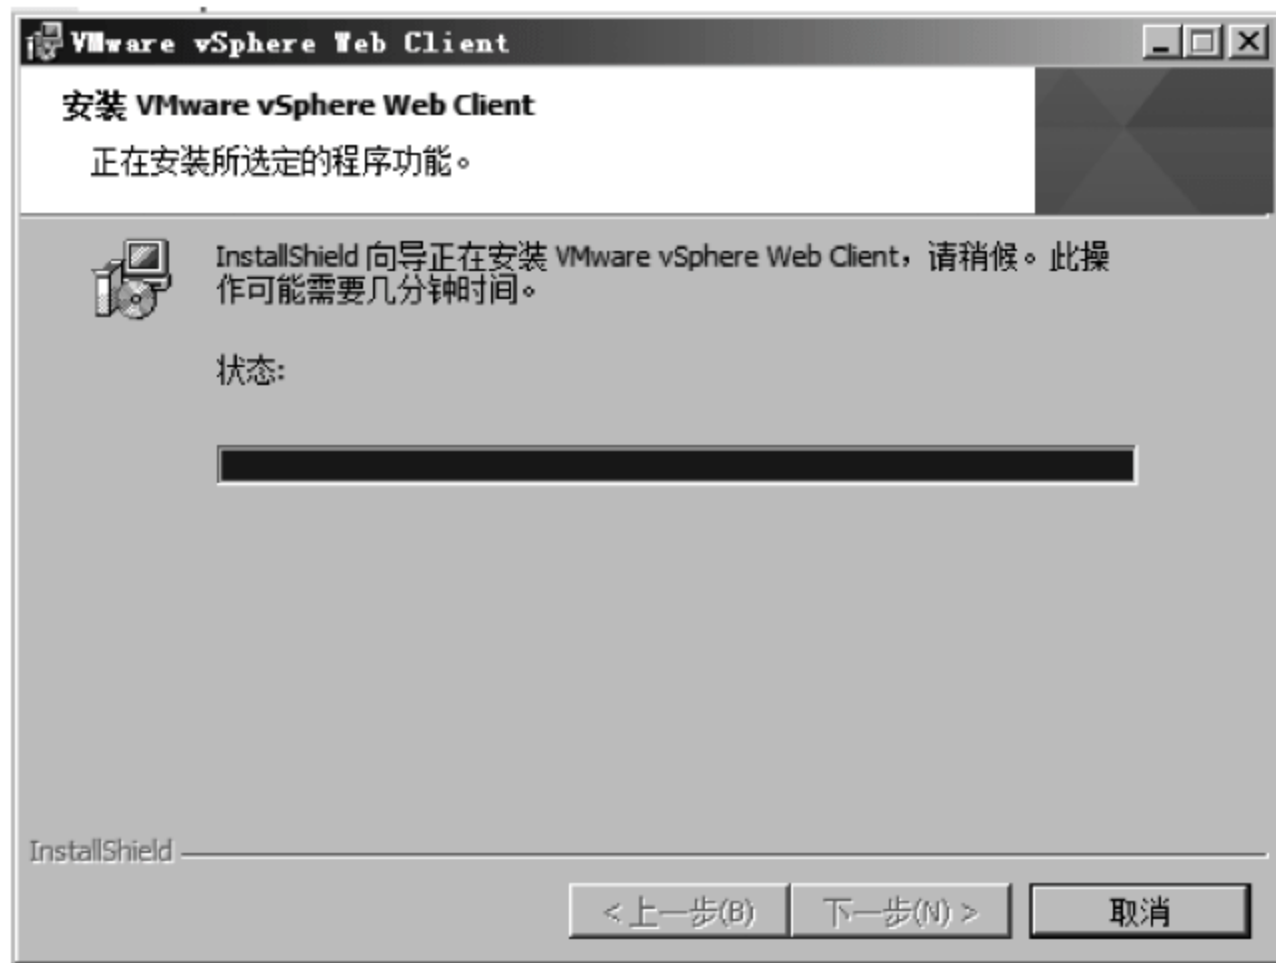 VMware vSphere Web Client
安装 VMware vSphere Web Client
正在安装所选定的程序功能。
InstallShield 向导正在安装 VMware vSphere Web Client，请稍候。此操
作可能需要几分钟时间。
状态:
InstallShield
< 上一步(B) 下一步(N) > 取消